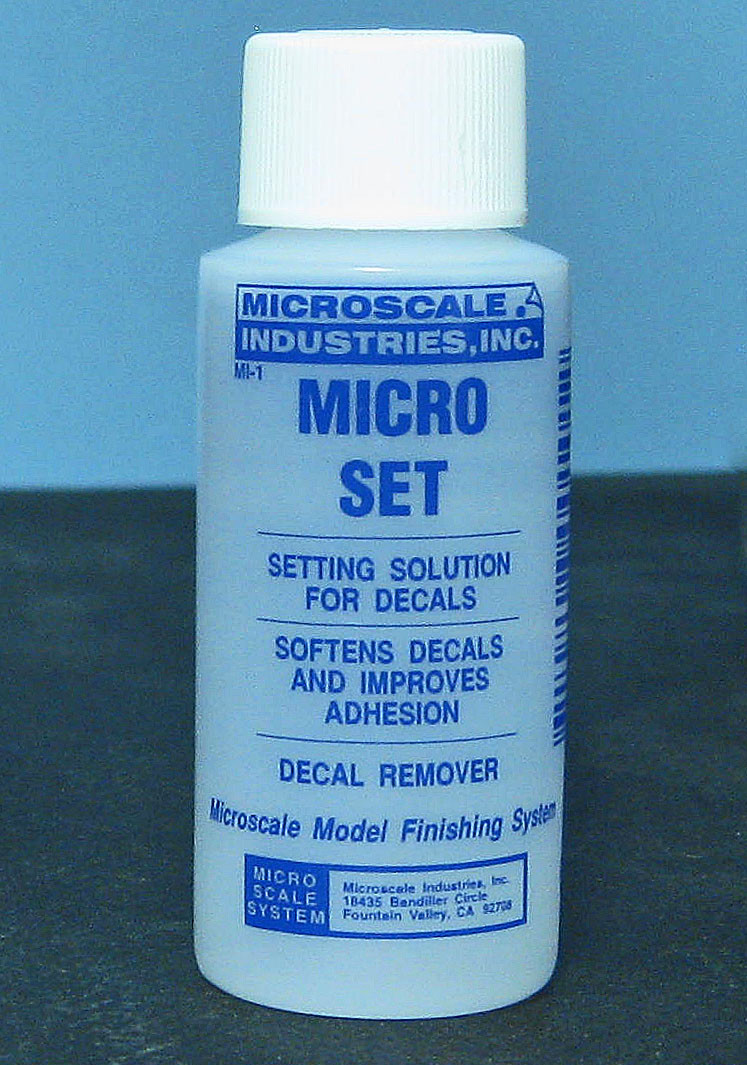 MICROSCALE
INDUSTRIES, INC.
MI-1
MICRO
SET
SETTING SOLUTION
FOR DECALS
SOFTENS DECALS
AND IMPROVES
ADHESION
DECAL REMOVER
Microscale Model Finishing System
MICRO
SCALE
SYSTEM
Microscale Industries, Inc.
18435 Bandilier Circle
Fountain Valley, CA 92708